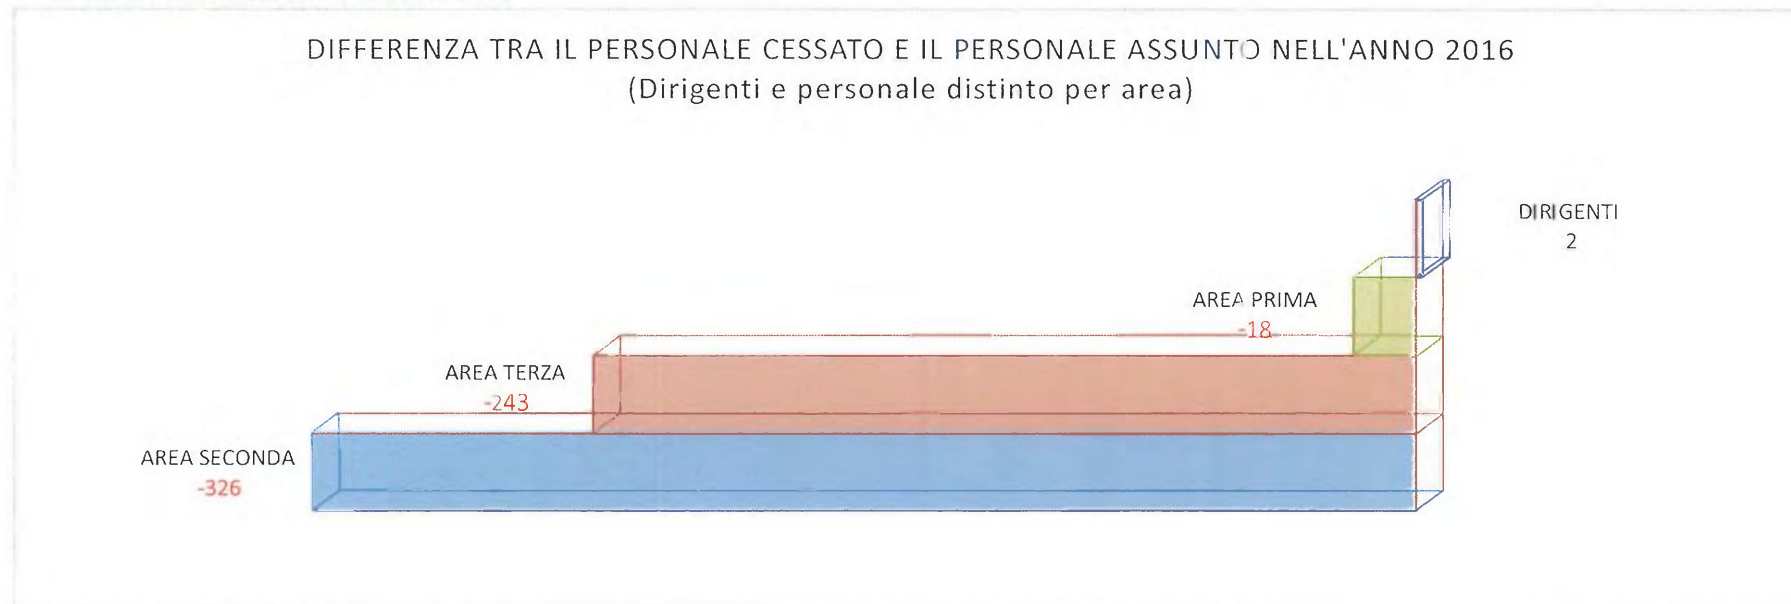 DIFFERENZA TRA IL PERSONALE CESSATO E IL PERSONALE ASSUNTO NELL'ANNO 2016
(Dirigenti e personale distinto per area)
DIRIGENTI
2
AREA PRIMA
-18
AREA TERZA
-243
AREA SECONDA
-326